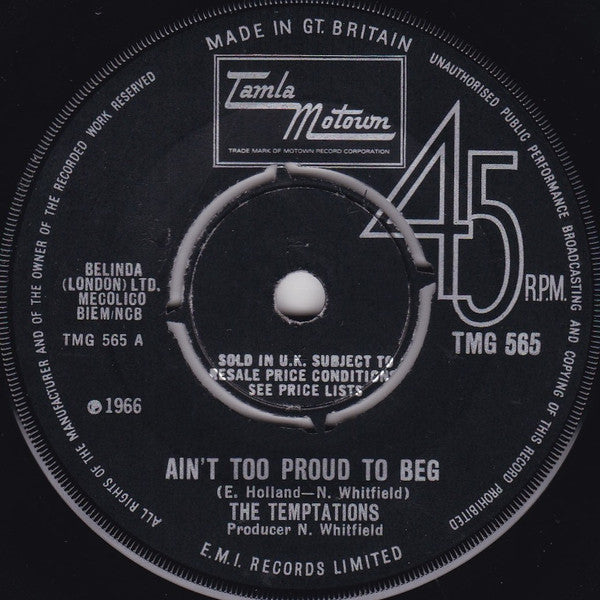 MADE IN GT. BRITAIN
UNAUTHORISED PUBLIC PERFORMANCE BROADCASTING AND COPYING OF THIS RECORD PROHIBITED
ALL RIGHTS OF THE MANUFACTURER AND OF THE OWNER OF THE RECORDED WORK RESERVED
Tamla
Motown
TRADE MARK OF MOTOWN RECORD CORPORATION
45
R.P.M.
BELINDA
(LONDON) LTD.
MECOLICO
BIEM/NCB
TMG 565 A
TMG 565
SOLD IN U.K. SUBJECT TO
RESALE PRICE CONDITIONS
SEE PRICE LISTS
℗ 1966
AIN'T TOO PROUD TO BEG
(E. Holland—N. Whitfield)
THE TEMPTATIONS
Producer N. Whitfield
E.M.I. RECORDS LIMITED